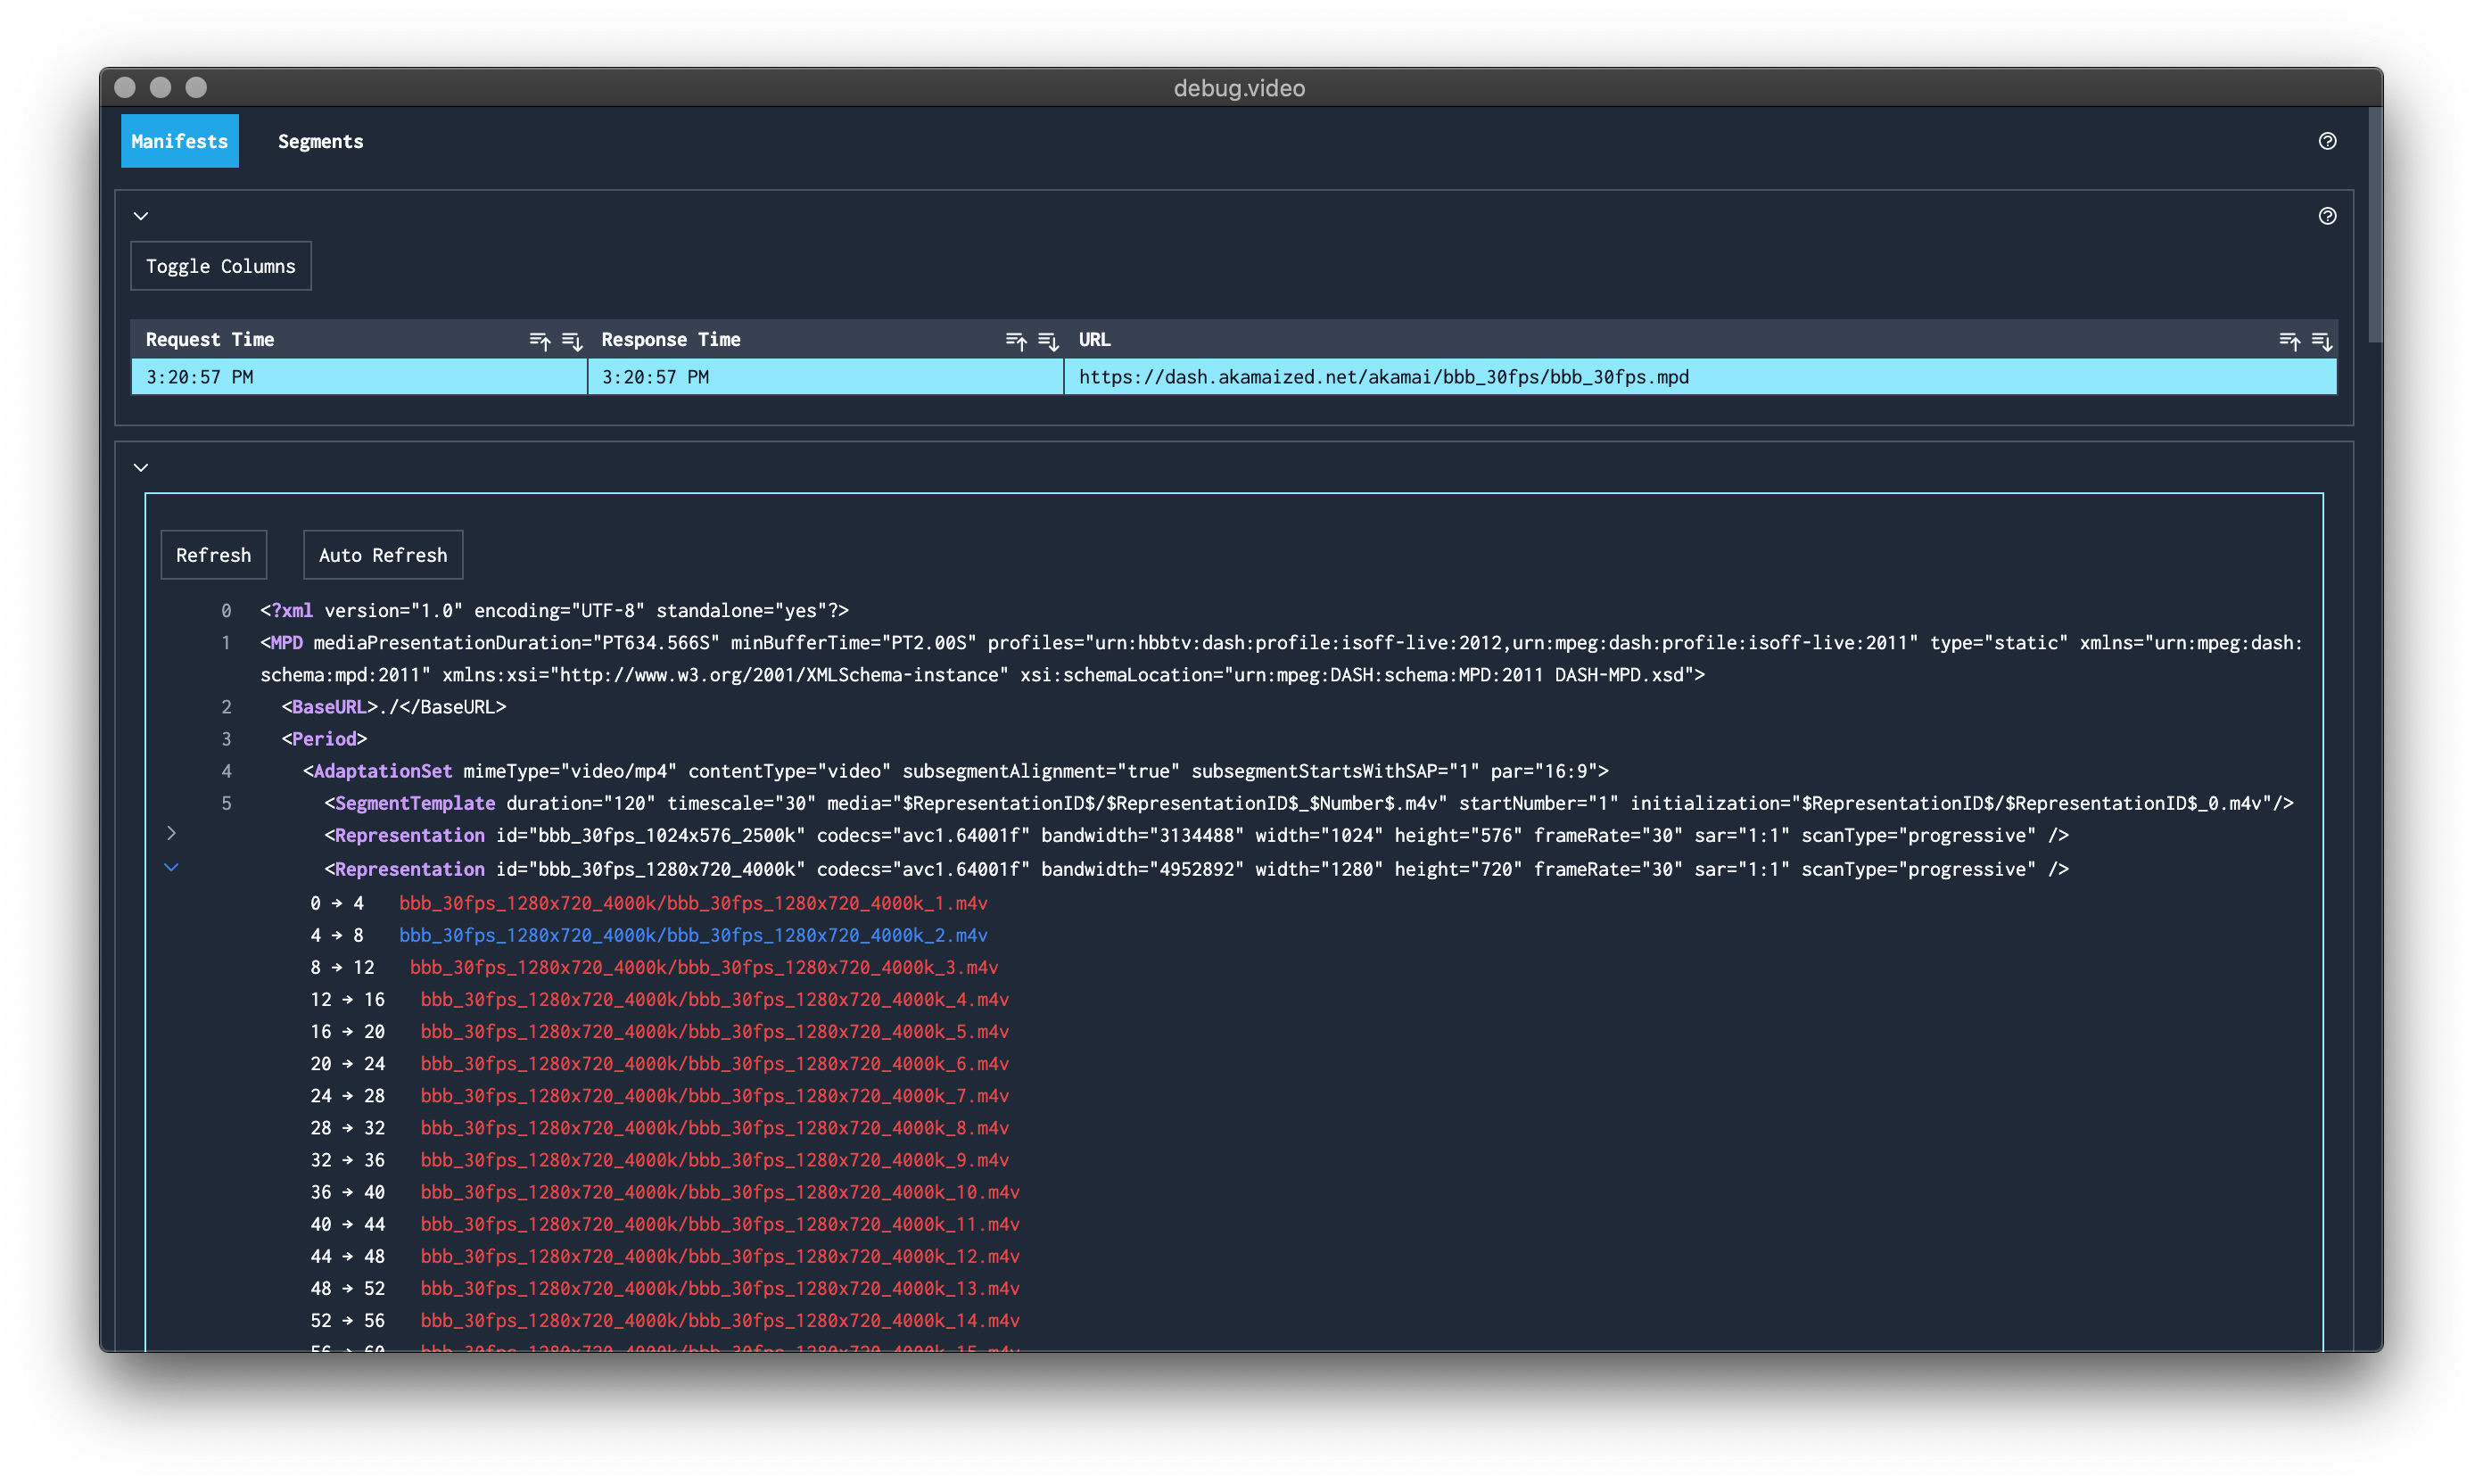 debug.video
Manifests Segments
Toggle Columns
Request Time Response Time URL
3:20:57 PM 3:20:57 PM https://dash.akamaized.net/akamai/bbb_30fps/bbb_30fps.mpd
Refresh Auto Refresh
0 <?xml version="1.0" encoding="UTF-8" standalone="yes"?>
1 <MPD mediaPresentationDuration="PT634.566S" minBufferTime="PT2.00S" profiles="urn:hbbtv:dash:profile:isoff-live:2012,urn:mpeg:dash:profile:isoff-live:2011" type="static" xmlns="urn:mpeg:dash:
schema:mpd:2011" xmlns:xsi="http://www.w3.org/2001/XMLSchema-instance" xsi:schemaLocation="urn:mpeg:DASH:schema:MPD:2011 DASH-MPD.xsd">
2 <BaseURL>./</BaseURL>
3 <Period>
4 <AdaptationSet mimeType="video/mp4" contentType="video" subsegmentAlignment="true" subsegmentStartsWithSAP="1" par="16:9">
5 <SegmentTemplate duration="120" timescale="30" media="$RepresentationID$/$RepresentationID$_$Number$.m4v" startNumber="1" initialization="$RepresentationID$/$RepresentationID$_0.m4v"/>
<Representation id="bbb_30fps_1024x576_2500k" codecs="avc1.64001f" bandwidth="3134488" width="1024" height="576" frameRate="30" sar="1:1" scanType="progressive" />
<Representation id="bbb_30fps_1280x720_4000k" codecs="avc1.64001f" bandwidth="4952892" width="1280" height="720" frameRate="30" sar="1:1" scanType="progressive" />
0 → 4 bbb_30fps_1280x720_4000k/bbb_30fps_1280x720_4000k_1.m4v
4 → 8 bbb_30fps_1280x720_4000k/bbb_30fps_1280x720_4000k_2.m4v
8 → 12 bbb_30fps_1280x720_4000k/bbb_30fps_1280x720_4000k_3.m4v
12 → 16 bbb_30fps_1280x720_4000k/bbb_30fps_1280x720_4000k_4.m4v
16 → 20 bbb_30fps_1280x720_4000k/bbb_30fps_1280x720_4000k_5.m4v
20 → 24 bbb_30fps_1280x720_4000k/bbb_30fps_1280x720_4000k_6.m4v
24 → 28 bbb_30fps_1280x720_4000k/bbb_30fps_1280x720_4000k_7.m4v
28 → 32 bbb_30fps_1280x720_4000k/bbb_30fps_1280x720_4000k_8.m4v
32 → 36 bbb_30fps_1280x720_4000k/bbb_30fps_1280x720_4000k_9.m4v
36 → 40 bbb_30fps_1280x720_4000k/bbb_30fps_1280x720_4000k_10.m4v
40 → 44 bbb_30fps_1280x720_4000k/bbb_30fps_1280x720_4000k_11.m4v
44 → 48 bbb_30fps_1280x720_4000k/bbb_30fps_1280x720_4000k_12.m4v
48 → 52 bbb_30fps_1280x720_4000k/bbb_30fps_1280x720_4000k_13.m4v
52 → 56 bbb_30fps_1280x720_4000k/bbb_30fps_1280x720_4000k_14.m4v
56 → 60 bbb_30fps_1280x720_4000k/bbb_30fps_1280x720_4000k_15.m4v